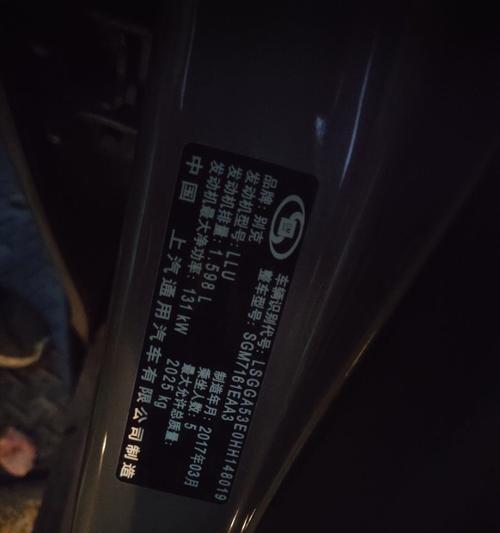 车辆识别代号: LSGGA53E0HH148019
整车型号: SGM7161EAA3
品牌: 别克
发动机型号: LLU 制造年月: 2017年03月
发动机排量: 1.598 L 乘坐人数: 5
发动机最大净功率: 131 kW 最大允许总质量:
2025 kg
中国 上汽通用汽车有限公司制造